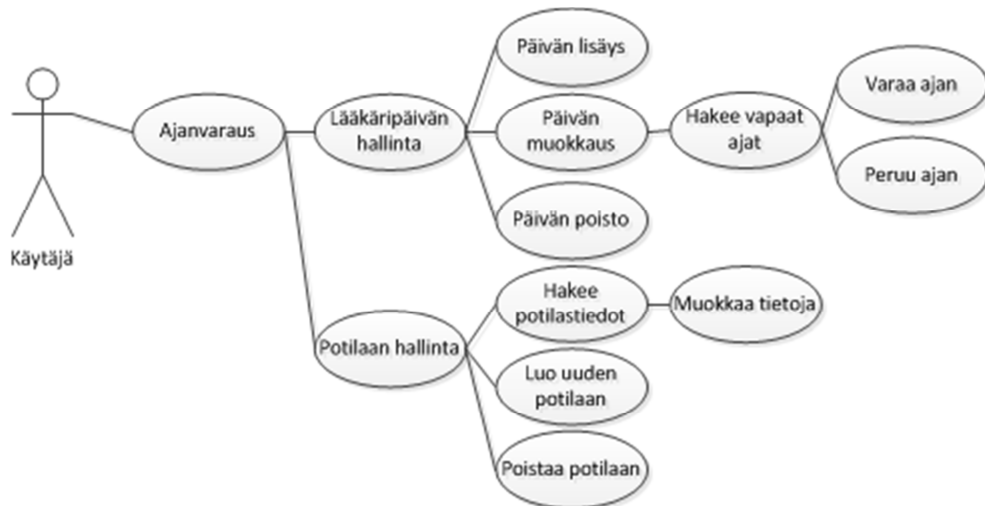 Päivän lisäys
Varaa ajan
Ajanvaraus
Lääkäripäivän
hallinta
Päivän
muokkaus
Hakee vapaat
ajat
Peruu ajan
Päivän poisto
Käytäjä
Hakee
potilastiedot
Muokkaa tietoja
Potilaan hallinta
Luo uuden
potilaan
Poistaa potilaan